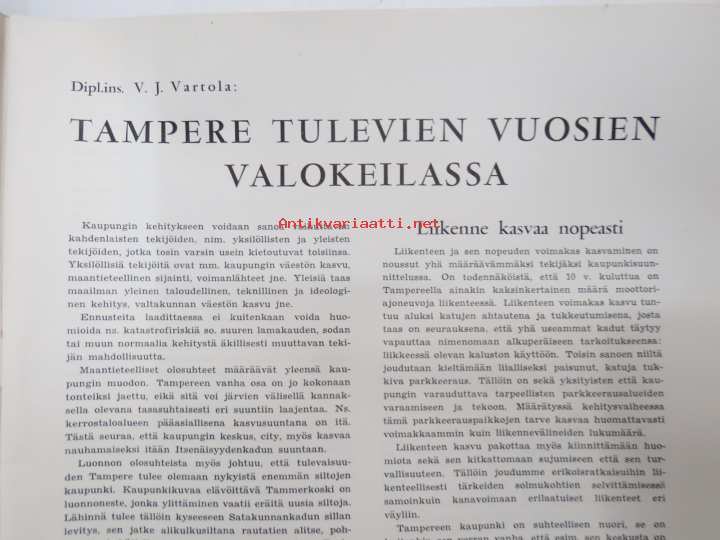 Dipl.ins. V. J. Vartola:
TAMPERE TULEVIEN VUOSIEN
VALOKEILASSA
Kaupungin kehitykseen voidaan sanoa
kahdenlaisten tekijöiden, nim. yksilöllisten ja yleisten
tekijöiden, jotka tosin varsin usein kietoutuvat toisiinsa.
Yksilöllisiä tekijöitä ovat mm. kaupungin väestön kasvu,
maantieteellinen sijainti, voimanlähteet jne. Yleisiä taas
maailman yleinen taloudellinen, teknillinen ja ideologi-
nen kehitys, valtakunnan väestön kasvu jne.
Ennusteita laadittaessa ei kuitenkaan voida huo-
mioida ns. katastrofiriskiä so. suuren lamakauden, sodan
tai muun normaalia kehitystä äkillisesti muuttavan teki-
jän mahdollisuutta.
Maantieteelliset olosuhteet määräävät yleensä kau-
pungin muodon. Tampereen vanha osa on jo kokonaan
tonteiksi jaettu, eikä sitä voi järvien välisellä kannak-
sella olevana tasasuhtaisesti eri suuntiin laajentaa. Ns.
kerrostaloalueen pääasiallisena kasvusuuntana on itä.
Tästä seuraa, että kaupungin keskus, city, myös kasvaa
nauhamaiseksi itään Itsenäisyydenkadun suuntaan.
Luonnon olosuhteista myös johtuu, että tulevaisuu-
den Tampere tulee olemaan nykyistä enemmän siltojen
kaupunki. Kaupunkikuvaa elävöittävä Tammerkoski on
luonnoneste, jonka ylittäminen vaatii eräitä uusia siltoja.
Lähinnä tulee tällöin kyseeseen Satakunnankadun sillan
levitys, sen jatke alikulkusiltana rautatien alitse, poh-
Antikvariaatti.net
Liikenne kasvaa nopeasti
Liikenteen ja sen nopeuden voimakas kasvaminen on
noussut yhä määräävämmäksi tekijäksi kaupunkisuun-
nittelussa. On todennäköistä, että 10 v. kuluttua on
Tampereella ainakin kaksinkertainen määrä moottori-
ajoneuvoja liikenteessä. Liikenteen voimakas kasvu tun-
tuu aluksi katujen ahtautena ja tukkeutumisena, josta
taas on seurauksena, että yhä useammat kadut täytyy
vapauttaa nimenomaan alkuperäiseen tarkoitukseensa:
liikkeessä olevan kaluston käyttöön. Toisin sanoen niiltä
joudutaan kieltämään liialliseksi paisunut, katuja tuk-
kiva parkkeeraus. Tällöin on sekä yksityisten että kau-
pungin varauduttava tarpeellisten parkkeerausalueiden
varaamiseen ja tekoon. Määrätyssä kehitysvaiheessa
tämä parkkeerauspaikkojen tarve kasvaa huomattavasti
voimakkaammin kuin liikennevälineiden lukumäärä.
Liikenteen kasvu pakottaa myös kiinnittämään huo-
miota sekä sen kitkattomaan sujumiseen että sen tur-
vallisuuteen. Tällöin joudumme erikoisratkaisuihin lii-
kenteellisesti tärkeiden solmukohtien selvittämisessä
samoinkuin kanavoimaan erilaatuiset liikenteet eri
väyliin.
Tampereen kaupunki on suhteellisen nuori, se on
verran vanha, että esim. sen keskusta on